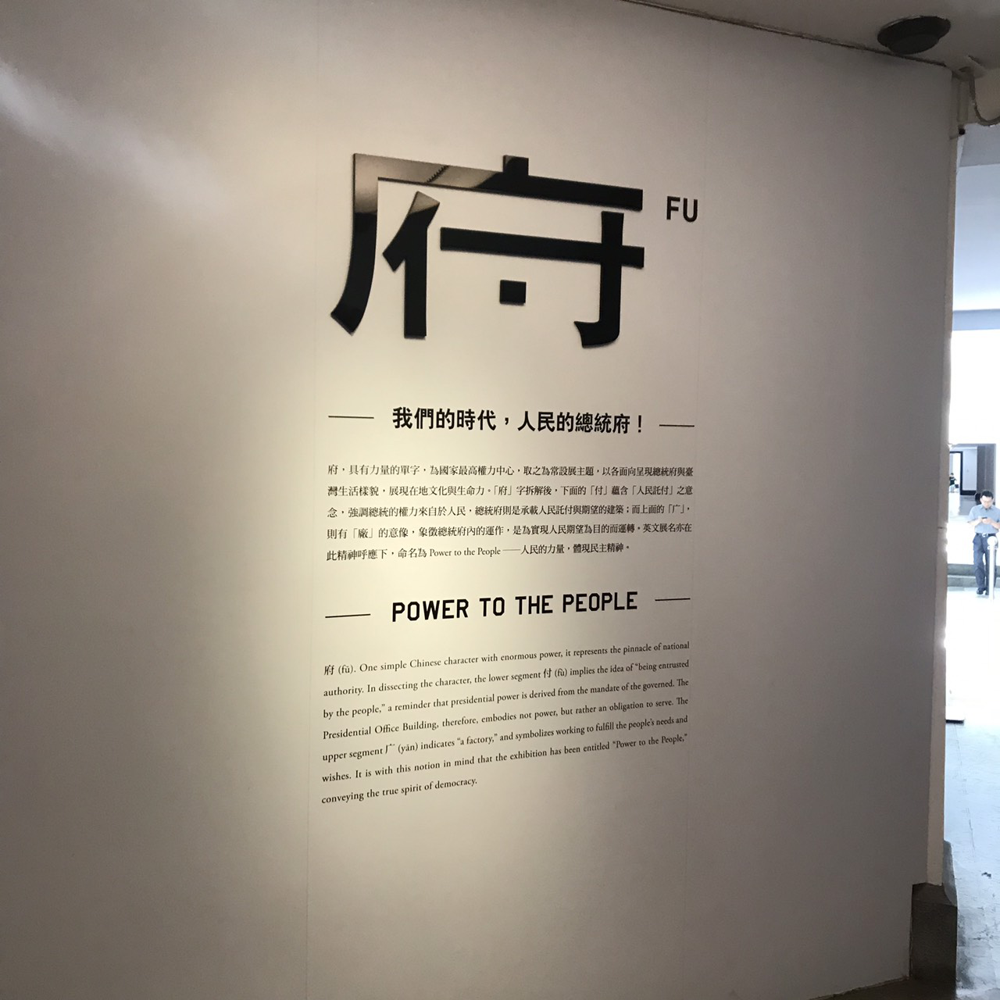 府
FU
我們的時代，人民的總統府！
府，具有力量的單字，為國家最高權力中心，取之為常設展主題，以各面向呈現總統府與臺
灣生活樣貌，展現在地文化與生命力。「府」字拆解後，下面的「付」蘊含「人民託付」之意
念，強調總統的權力來自於人民，總統府則是承載人民託付與期望的建築；而上面的「广」，
則有「廠」的意像，象徵總統府內的運作，是為實現人民期望為目的而運轉。英文展名亦在
此精神呼應下，命名為 Power to the People ——人民的力量，體現民主精神。
POWER TO THE PEOPLE
府 (fǔ). One simple Chinese character with enormous power, it represents the pinnacle of national
authority. In dissecting the character, the lower segment 付 (fù) implies the idea of “being entrusted
by the people,” a reminder that presidential power is derived from the mandate of the governed. The
Presidential Office Building, therefore, embodies not power, but rather an obligation to serve. The
upper segment 广 (yǎn) indicates “a factory,” and symbolizes working to fulfill the people’s needs and
wishes. It is with this notion in mind that the exhibition has been entitled “Power to the People,”
conveying the true spirit of democracy.